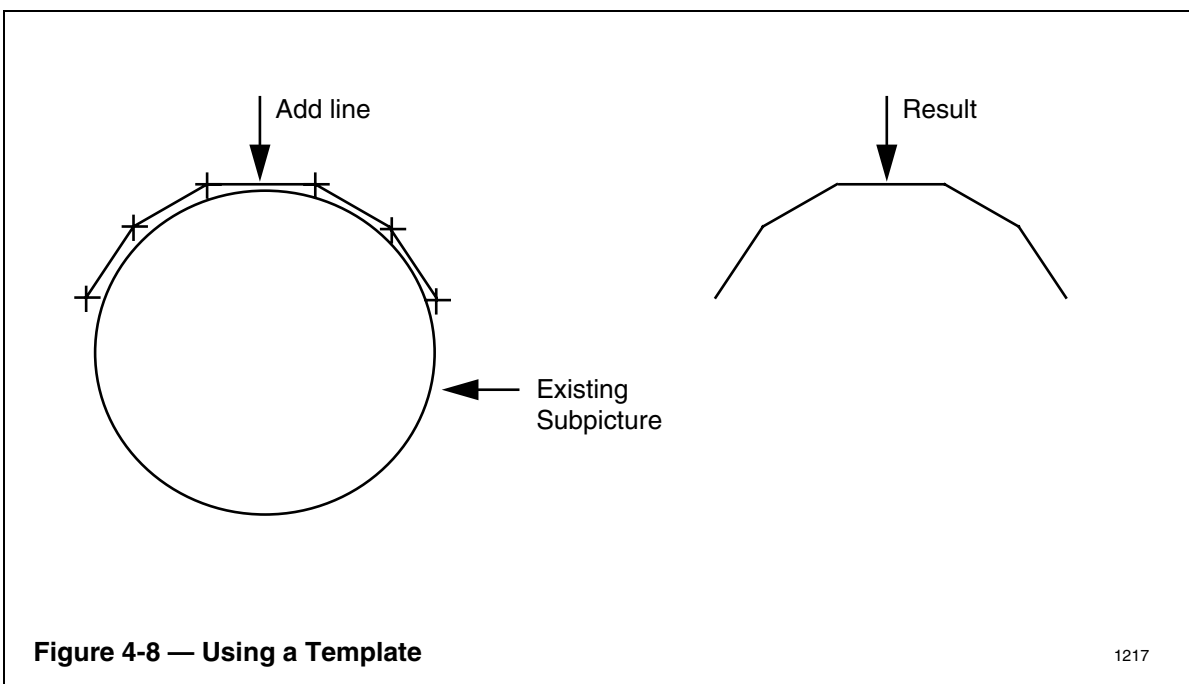 Add line
Result
Existing
Subpicture
Figure 4-8 — Using a Template
1217